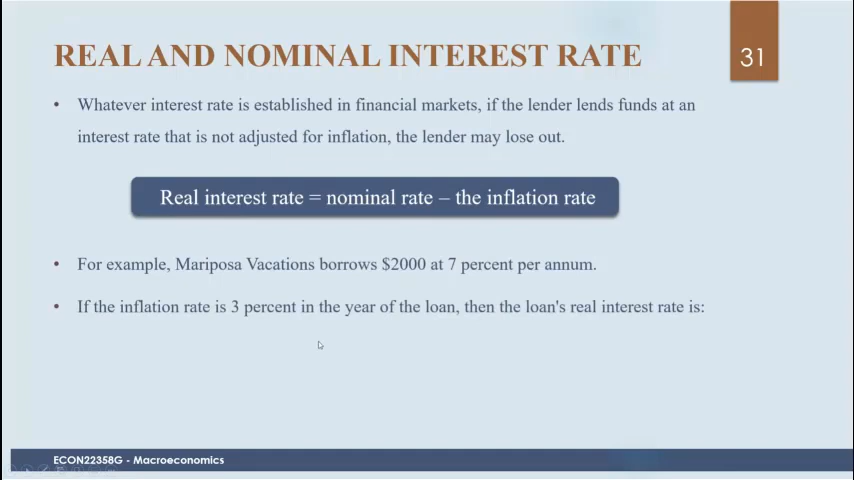 REAL AND NOMINAL INTEREST RATE
31
• Whatever interest rate is established in financial markets, if the lender lends funds at an
interest rate that is not adjusted for inflation, the lender may lose out.
Real interest rate = nominal rate – the inflation rate
• For example, Mariposa Vacations borrows $2000 at 7 percent per annum.
• If the inflation rate is 3 percent in the year of the loan, then the loan's real interest rate is:
ECON22358G - Macroeconomics